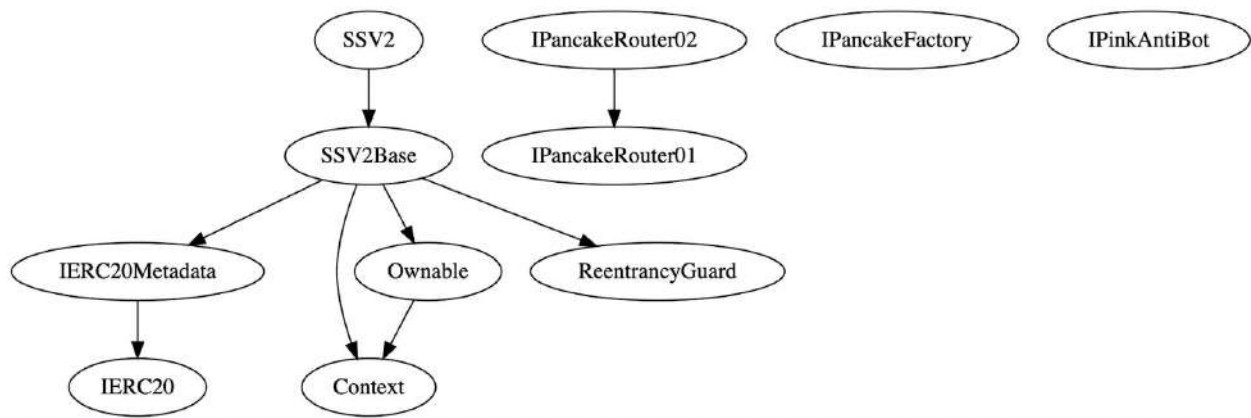 SSV2
IPancakeRouter02
IPancakeFactory
IPinkAntiBot
SSV2Base
IPancakeRouter01
IERC20Metadata
Ownable
ReentrancyGuard
IERC20
Context